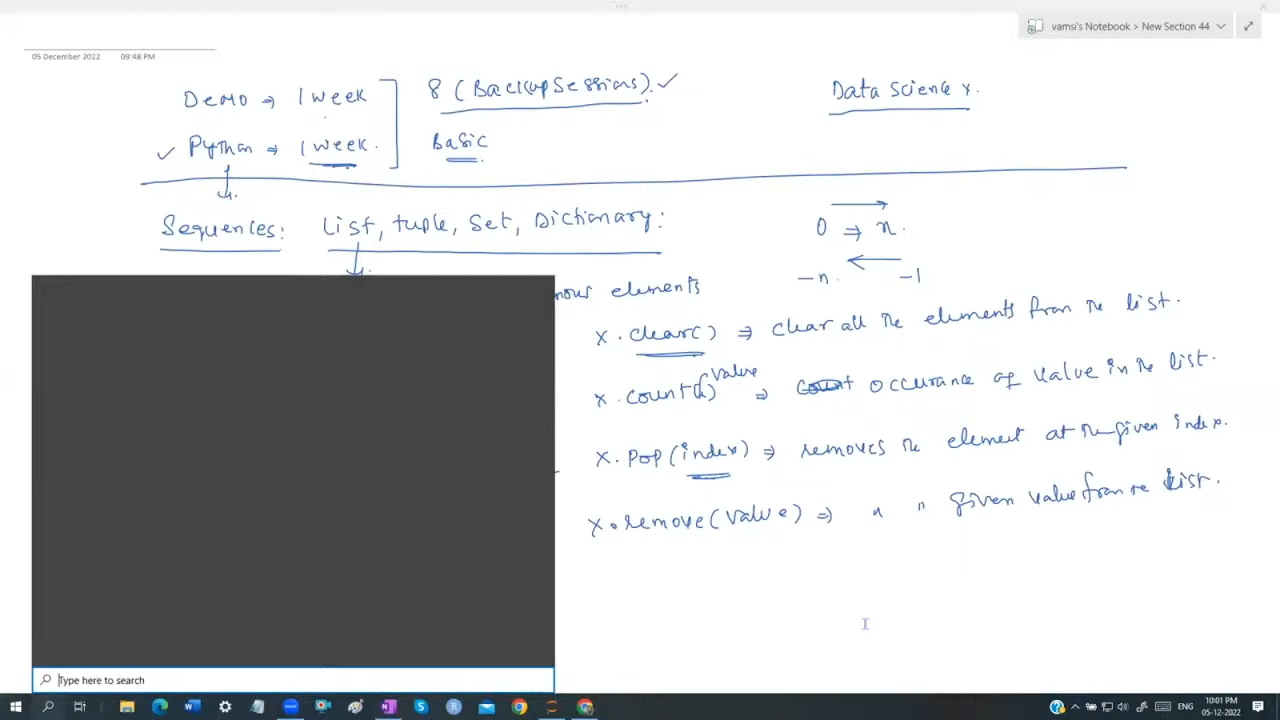 vamsi's Notebook > New Section 44
05 December 2022 09:48 PM
Demo ⇒ 1 week 8 (Backup Sessions). ✓ Data Science x.
✓ Python ⇒ 1 week. Basic
Sequences: List, tuple, Set, Dictionary:
0 ⇒ n.
-n. -1
elements
x. clear() ⇒ clear all the elements from the list.
x. count(x) value ⇒ occurance of value in the list.
x. pop(index) ⇒ removes the element at the given index.
x.remove(value) ⇒ " " given value from the list.
Type here to search
ENG
10:01 PM
05-12-2022